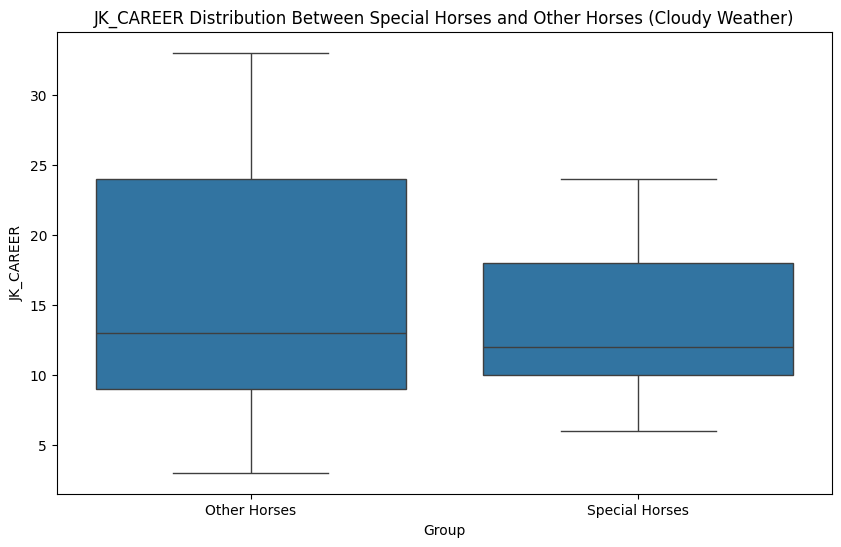 JK_CAREER Distribution Between Special Horses and Other Horses (Cloudy Weather)
30
25
20
15
10
5
JK_CAREER
Other Horses
Special Horses
Group